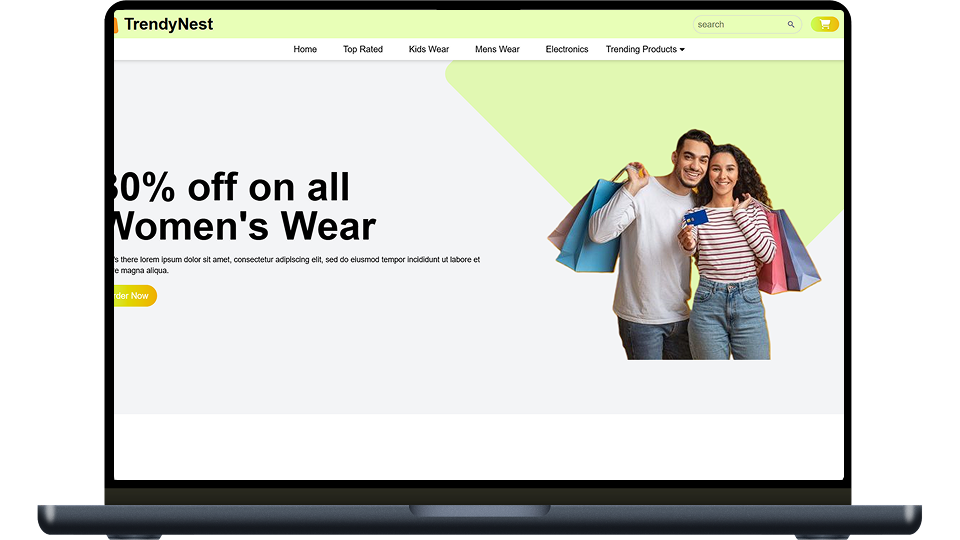 TrendyNest
search
Home Top Rated Kids Wear Mens Wear Electronics Trending Products
30% off on all
Women's Wear
's there lorem ipsum dolor sit amet, consectetur adipiscing elit, sed do eiusmod tempor incididunt ut labore et
re magna aliqua.
rder Now